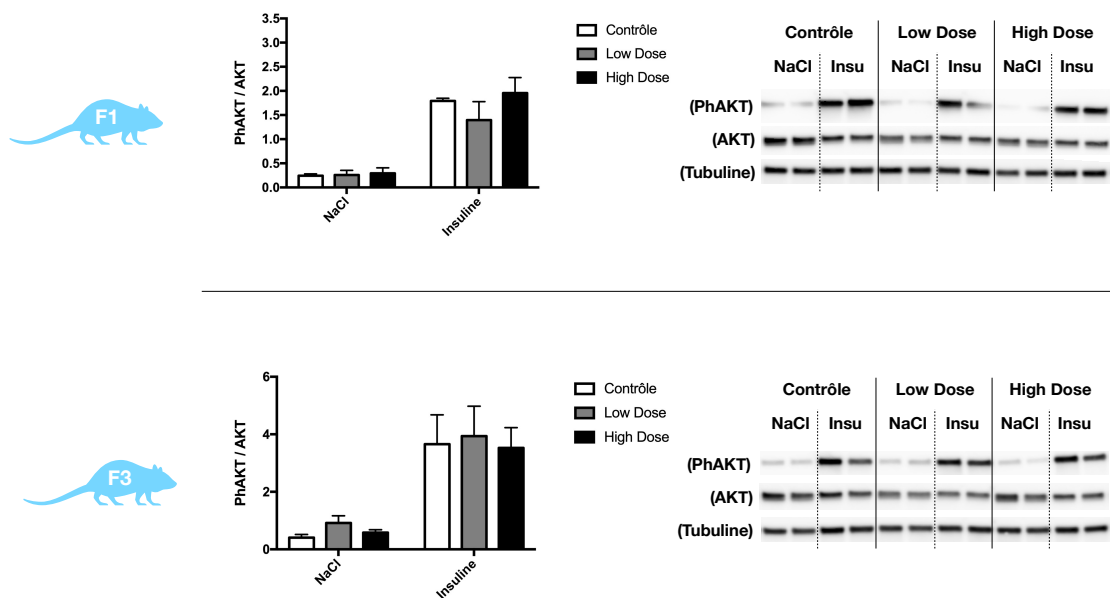 F1
PhAKT / AKT
3.5
3.0
2.5
2.0
1.5
1.0
0.5
0.0
NaCl
Insuline
Contrôle
Low Dose
High Dose
Contrôle Low Dose High Dose
NaCl Insu NaCl Insu NaCl Insu
(PhAKT)
(AKT)
(Tubuline)
F3
PhAKT / AKT
6
4
2
0
NaCl
Insuline
Contrôle
Low Dose
High Dose
Contrôle Low Dose High Dose
NaCl Insu NaCl Insu NaCl Insu
(PhAKT)
(AKT)
(Tubuline)